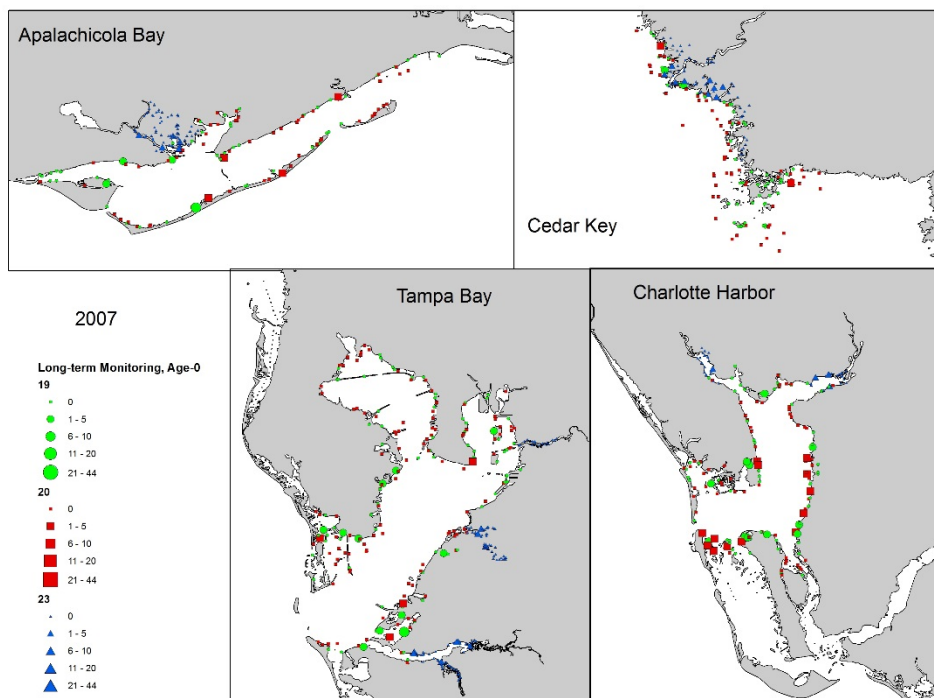 Apalachicola Bay
Cedar Key
Tampa Bay
Charlotte Harbor
2007
Long-term Monitoring, Age-0
19
0
1 - 5
6 - 10
11 - 20
21 - 44
20
0
1 - 5
6 - 10
11 - 20
21 - 44
23
0
1 - 5
6 - 10
11 - 20
21 - 44